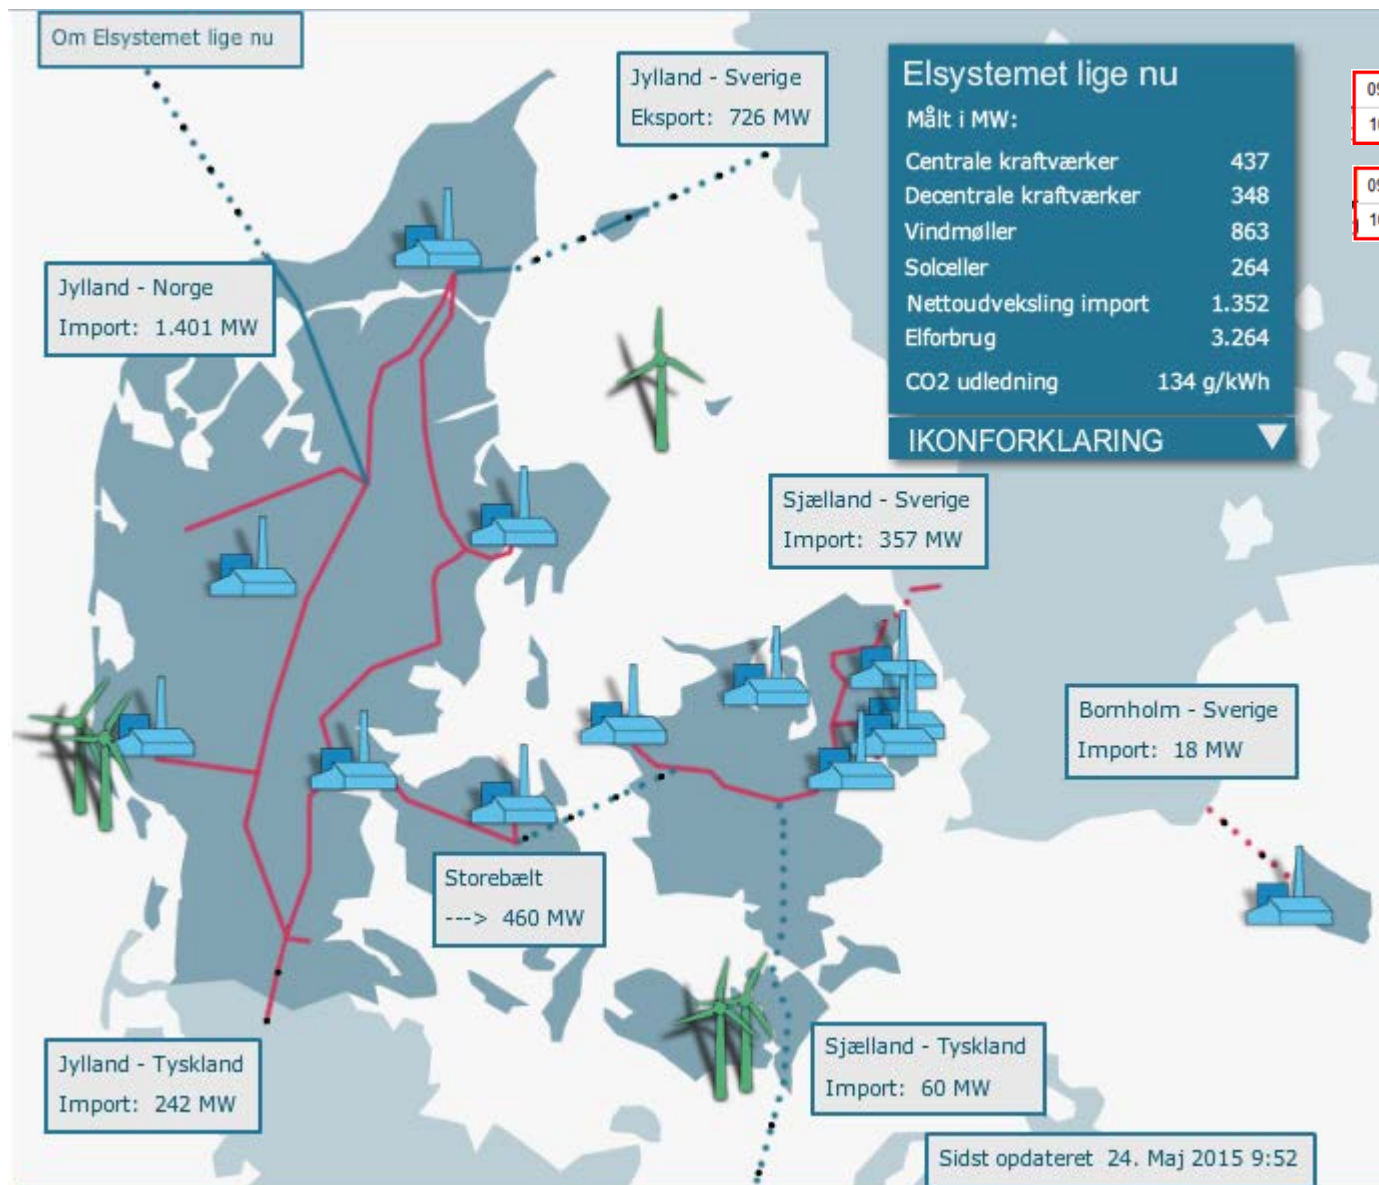 Om Elsystemet lige nu
Jylland - Sverige
Eksport: 726 MW
Elsystemet lige nu
Målt i MW:
Centrale kraftværker 437
Decentrale kraftværker 348
Vindmøller 863
Solceller 264
Nettoudveksling import 1.352
Elforbrug 3.264
CO2 udledning 134 g/kWh
IKONFORKLARING
Jylland - Norge
Import: 1.401 MW
Sjælland - Sverige
Import: 357 MW
Bornholm - Sverige
Import: 18 MW
Storebælt
---> 460 MW
Jylland - Tyskland
Import: 242 MW
Sjælland - Tyskland
Import: 60 MW
Sidst opdateret 24. Maj 2015 9:52